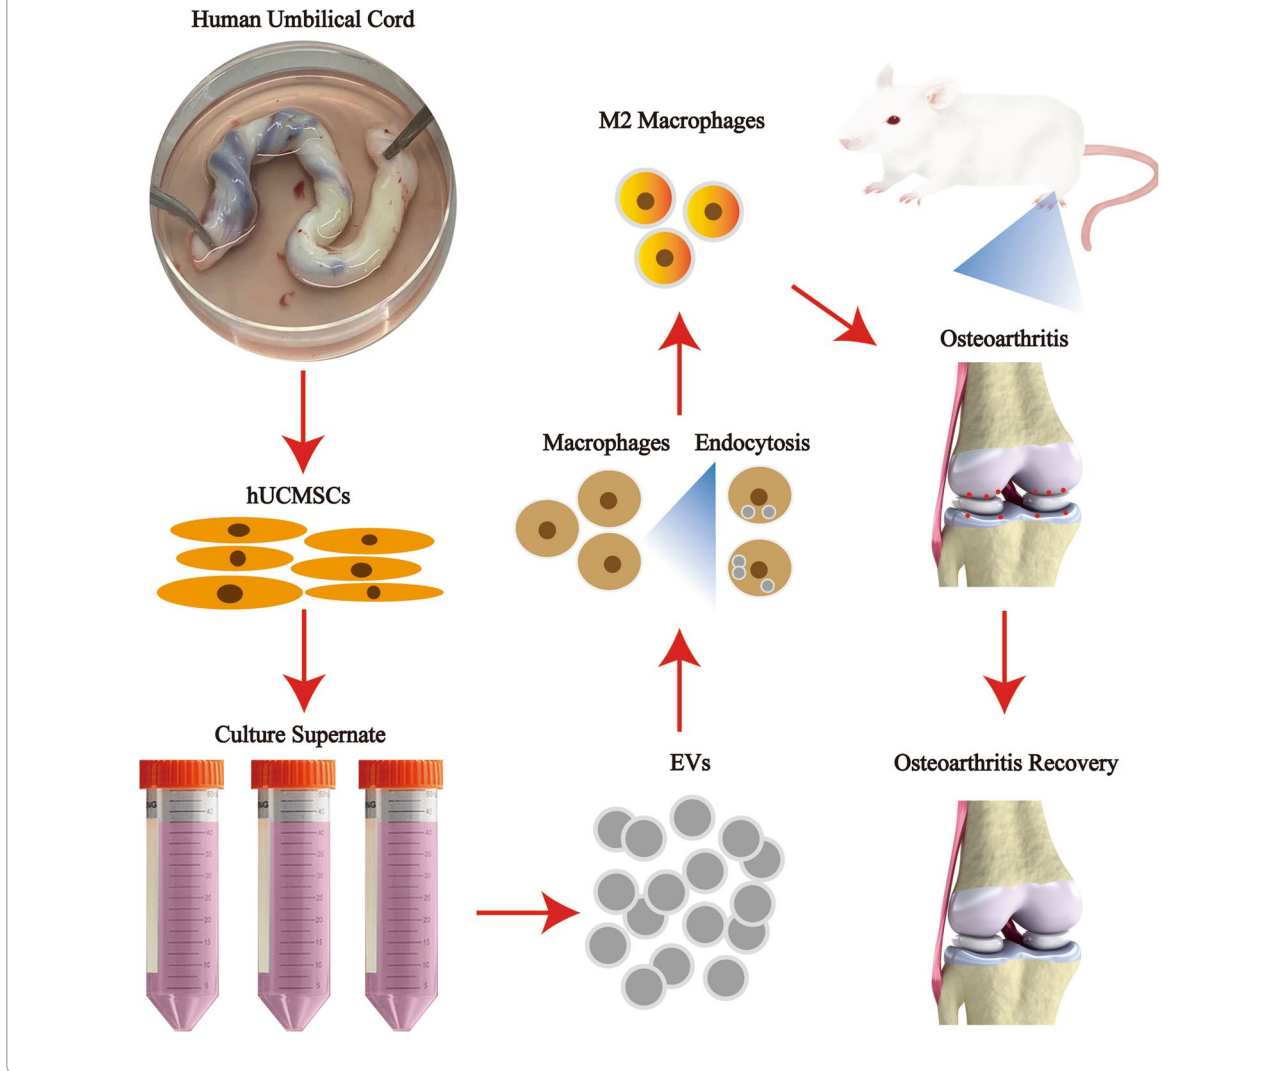 Human Umbilical Cord
hUCMSCs
Culture Supernate
M2 Macrophages
Macrophages
Endocytosis
EVs
Osteoarthritis
Osteoarthritis Recovery